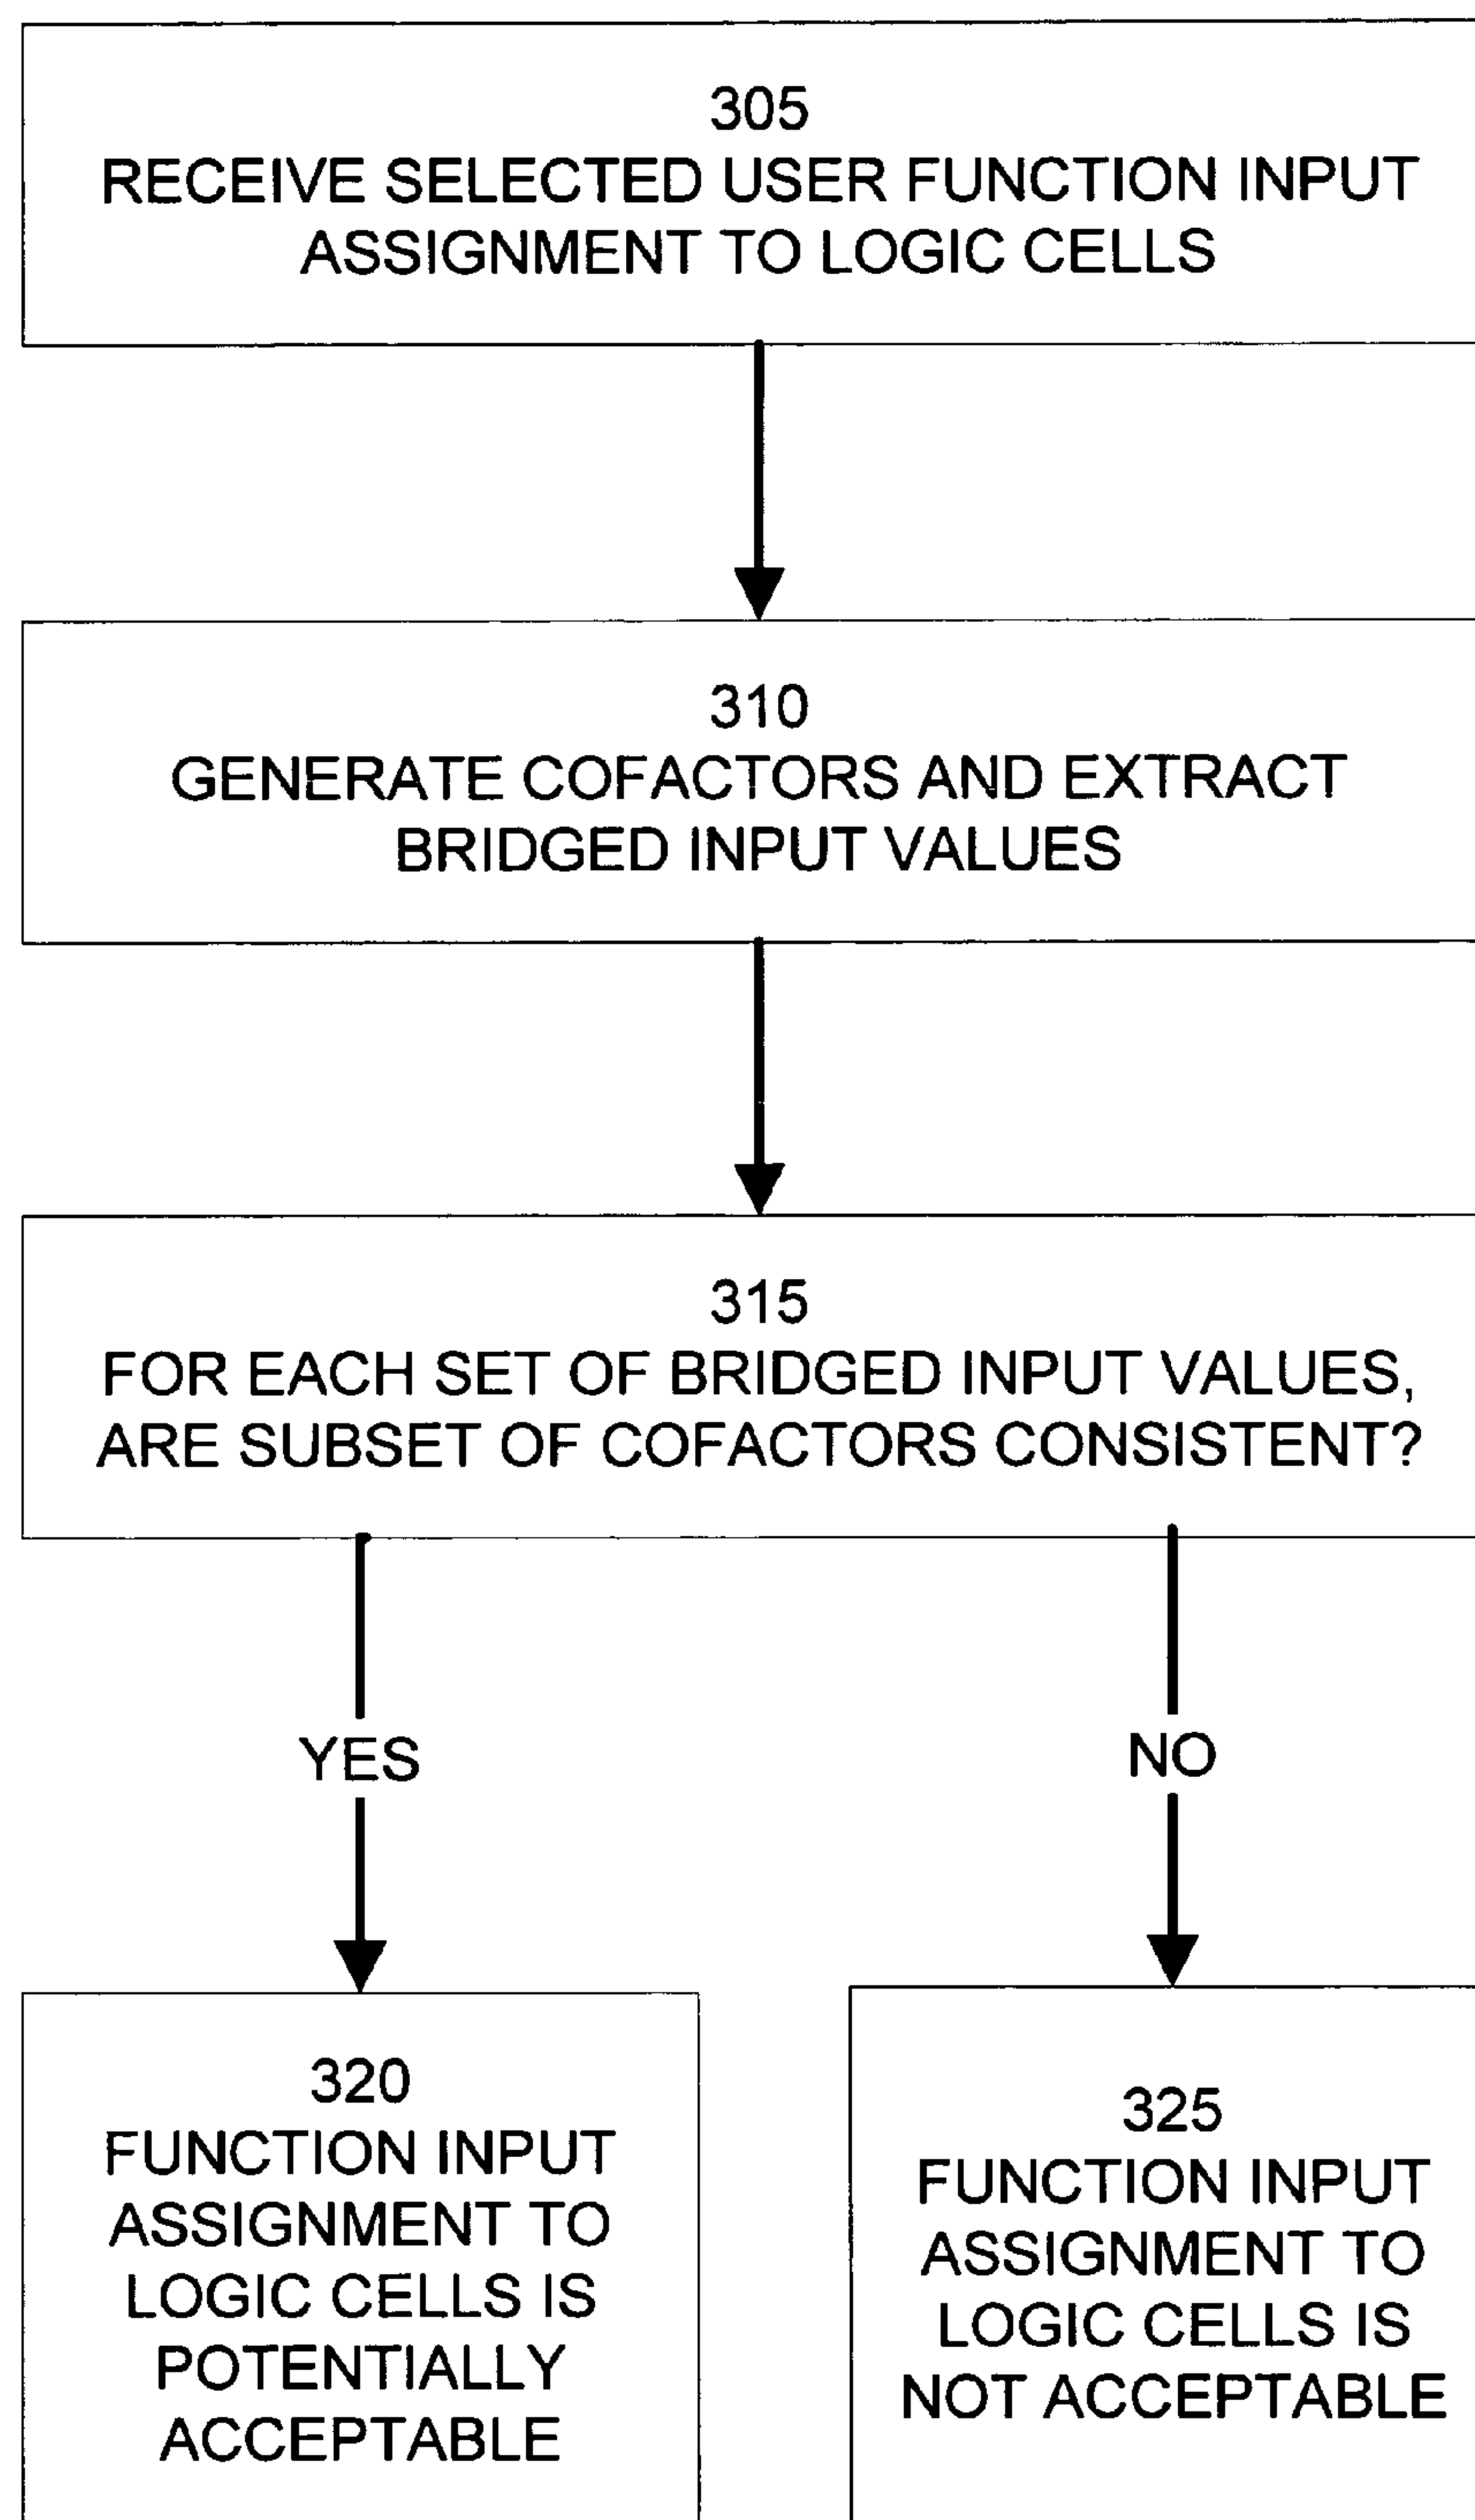 305
RECEIVE SELECTED USER FUNCTION INPUT
ASSIGNMENT TO LOGIC CELLS
310
GENERATE COFACTORS AND EXTRACT
BRIDGED INPUT VALUES
315
FOR EACH SET OF BRIDGED INPUT VALUES,
ARE SUBSET OF COFACTORS CONSISTENT?
YES
NO
320
FUNCTION INPUT
ASSIGNMENT TO
LOGIC CELLS IS
POTENTIALLY
ACCEPTABLE
325
FUNCTION INPUT
ASSIGNMENT TO
LOGIC CELLS IS
NOT ACCEPTABLE